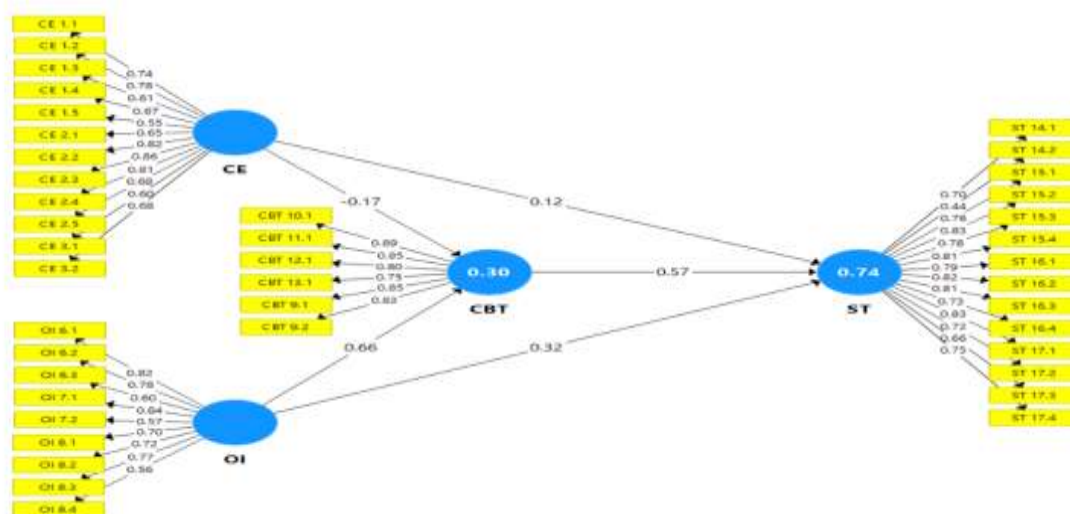 CE 1.1
CE 1.2
CE 1.3
CE 1.4
CE 1.5
CE 2.1
CE 2.2
CE 2.3
CE 2.4
CE 2.5
CE 3.1
CE 3.2
0.74
0.78
0.61
0.67
0.55
0.65
0.82
0.86
0.81
0.68
0.60
0.68
CE
-0.17
0.12
CBT 10.1
CBT 11.1
CBT 12.1
CBT 13.1
CBT 9.1
CBT 9.2
0.89
0.85
0.80
0.75
0.85
0.83
0.30
CBT
0.57
0.66
0.32
OI 6.1
OI 6.2
OI 6.3
OI 7.1
OI 7.2
OI 8.1
OI 8.2
OI 8.3
OI 8.4
0.82
0.78
0.60
0.64
0.57
0.70
0.72
0.77
0.56
OI
0.74
ST
0.70
0.44
0.78
0.83
0.78
0.81
0.79
0.82
0.81
0.73
0.83
0.72
0.66
0.75
ST 14.1
ST 14.2
ST 15.1
ST 15.2
ST 15.3
ST 15.4
ST 16.1
ST 16.2
ST 16.3
ST 16.4
ST 17.1
ST 17.2
ST 17.3
ST 17.4